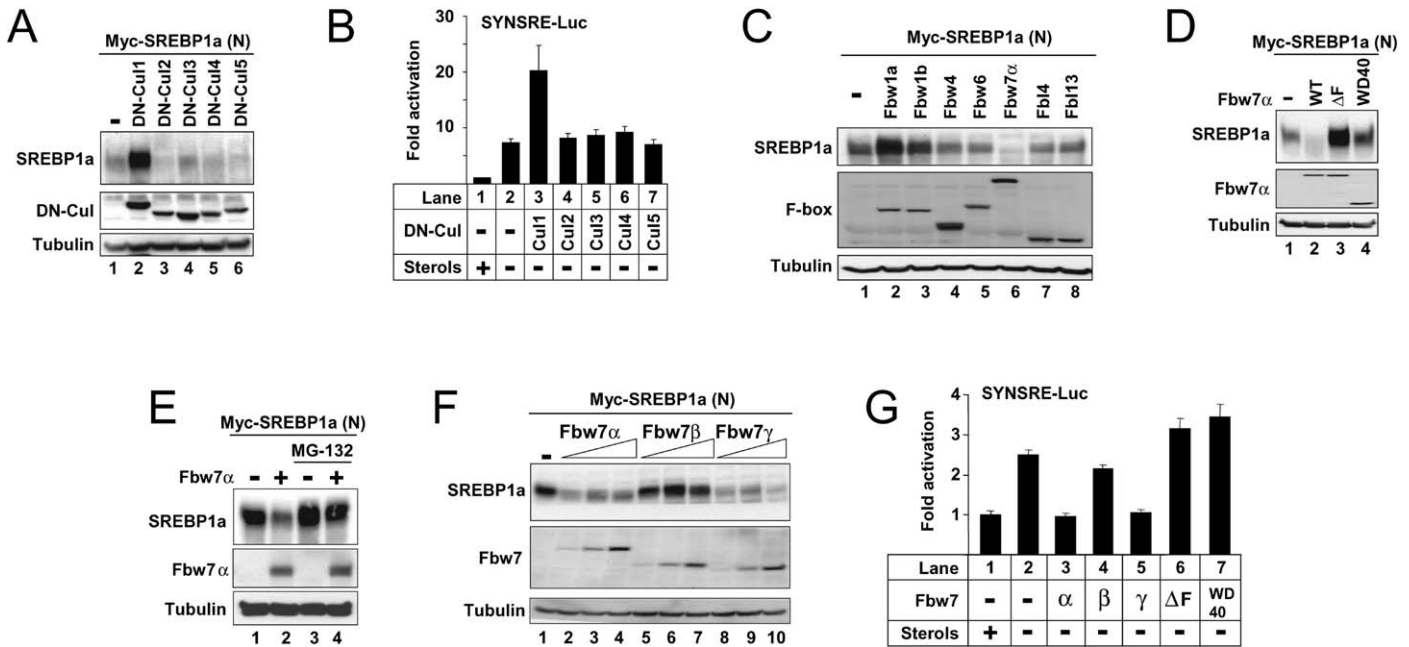 A
Myc-SREBP1a (N)
-
DN-Cul1
DN-Cul2
DN-Cul3
DN-Cul4
DN-Cul5
SREBP1a
DN-Cul
Tubulin
1 2 3 4 5 6
B
SYNSRE-Luc
Fold activation
30
20
10
Lane 1 2 3 4 5 6 7
DN-Cul - - Cul1 Cul2 Cul3 Cul4 Cul5
Sterols + - - - - - -
C
Myc-SREBP1a (N)
-
Fbw1a
Fbw1b
Fbw4
Fbw6
Fbw7α
Fbl4
Fbl13
SREBP1a
F-box
Tubulin
1 2 3 4 5 6 7 8
D
Myc-SREBP1a (N)
Fbw7α - WT ΔF WD40
SREBP1a
Fbw7α
Tubulin
1 2 3 4
E
Myc-SREBP1a (N)
MG-132
Fbw7α - + - +
SREBP1a
Fbw7α
Tubulin
1 2 3 4
F
Myc-SREBP1a (N)
- Fbw7α Fbw7β Fbw7γ
SREBP1a
Fbw7
Tubulin
1 2 3 4 5 6 7 8 9 10
G
SYNSRE-Luc
Fold activation
4
3
2
1
Lane 1 2 3 4 5 6 7
Fbw7 - - α β γ ΔF WD 40
Sterols + - - - - - -